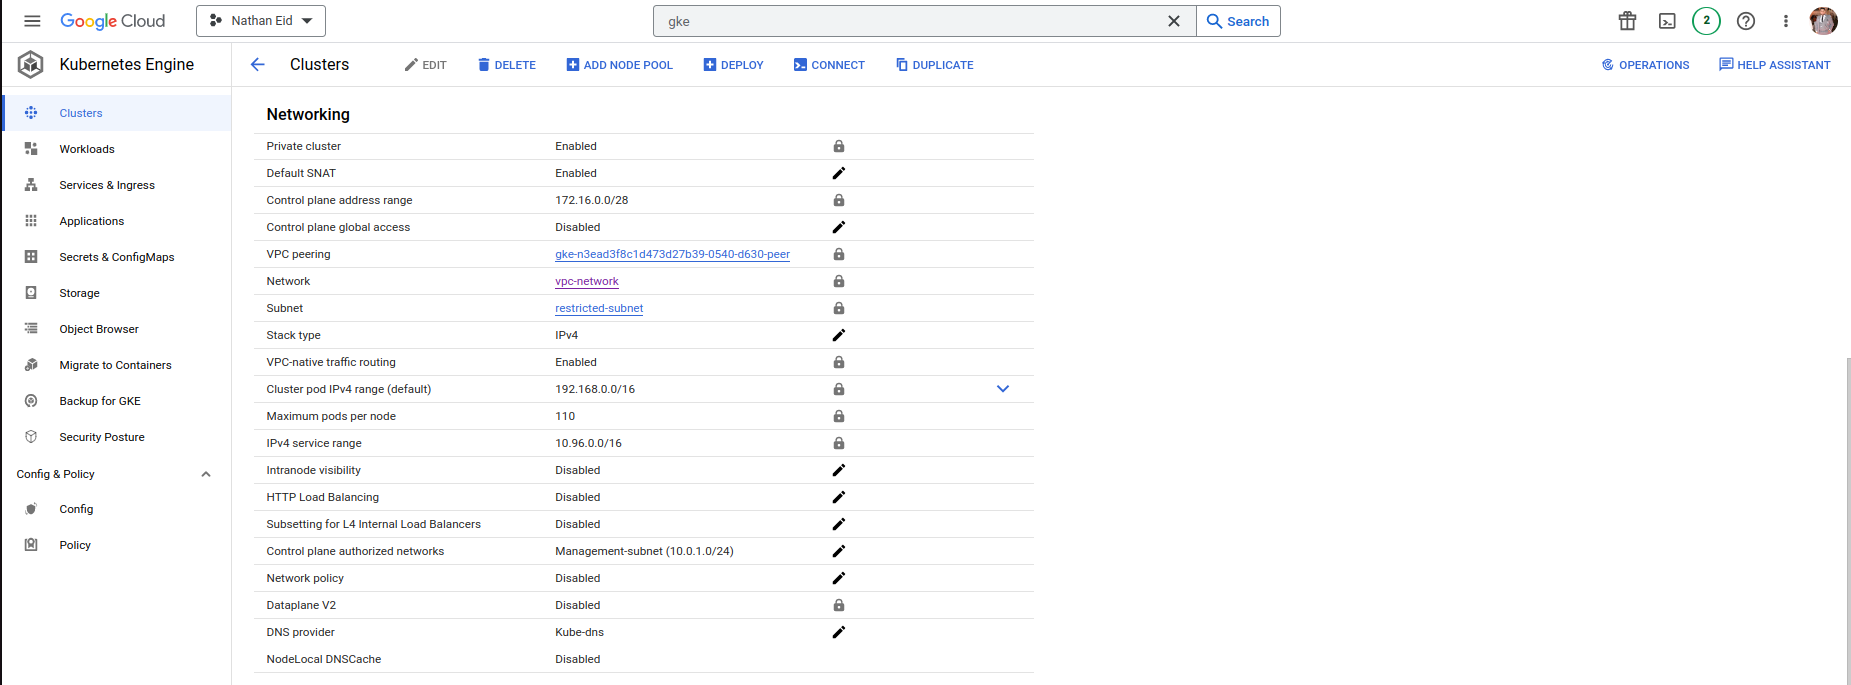 Google Cloud
Nathan Eid
gke
Search
2
Kubernetes Engine
Clusters
EDIT
DELETE
ADD NODE POOL
DEPLOY
CONNECT
DUPLICATE
OPERATIONS
HELP ASSISTANT
Clusters
Workloads
Services & Ingress
Applications
Secrets & ConfigMaps
Storage
Object Browser
Migrate to Containers
Backup for GKE
Security Posture
Config & Policy
Config
Policy
Networking
Private cluster Enabled
Default SNAT Enabled
Control plane address range 172.16.0.0/28
Control plane global access Disabled
VPC peering gke-n3ead3f8c1d473d27b39-0540-d630-peer
Network vpc-network
Subnet restricted-subnet
Stack type IPv4
VPC-native traffic routing Enabled
Cluster pod IPv4 range (default) 192.168.0.0/16
Maximum pods per node 110
IPv4 service range 10.96.0.0/16
Intranode visibility Disabled
HTTP Load Balancing Disabled
Subsetting for L4 Internal Load Balancers Disabled
Control plane authorized networks Management-subnet (10.0.1.0/24)
Network policy Disabled
Dataplane V2 Disabled
DNS provider Kube-dns
NodeLocal DNSCache Disabled